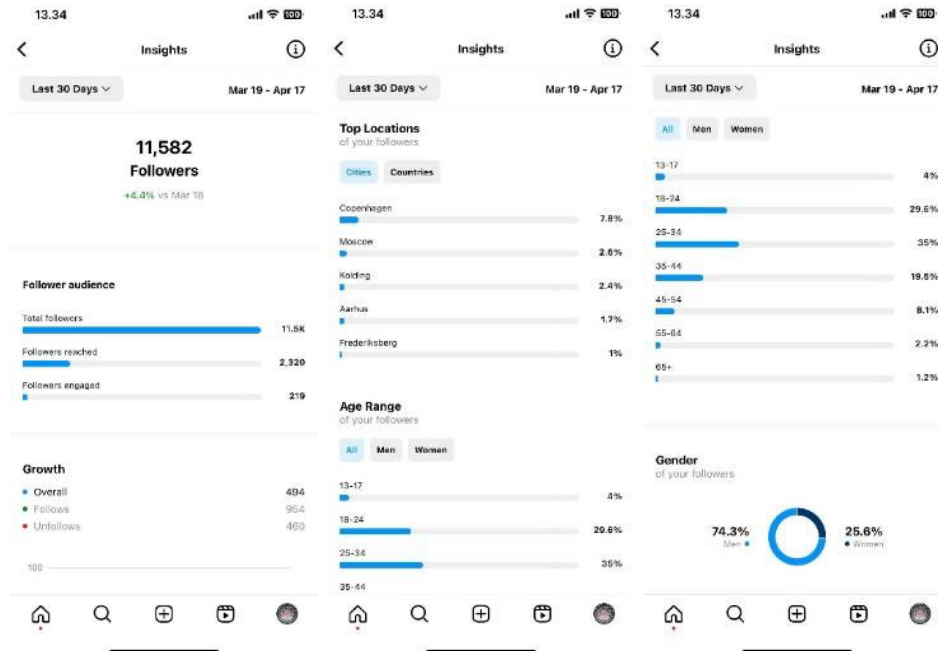 13.34
100
Insights
Last 30 Days
Mar 19 - Apr 17
11,582
Followers
+4.4% vs Mar 18
Follower audience
Total followers
11.5K
Followers reached
2,320
Followers engaged
219
Growth
Overall
494
Follows
954
Unfollows
460
100
13.34
100
Insights
Last 30 Days
Mar 19 - Apr 17
Top Locations
of your followers
Cities
Countries
Copenhagen
7.8%
Moscow
2.6%
Kolding
2.4%
Aarhus
1.7%
Frederiksberg
1%
Age Range
of your followers
All
Men
Women
13-17
4%
18-24
29.6%
25-34
35%
35-44
13.34
100
Insights
Last 30 Days
Mar 19 - Apr 17
All
Men
Women
13-17
4%
18-24
29.6%
25-34
35%
35-44
19.5%
45-54
8.1%
55-64
2.2%
65+
1.2%
Gender
of your followers
74.3%
Men
25.6%
Women